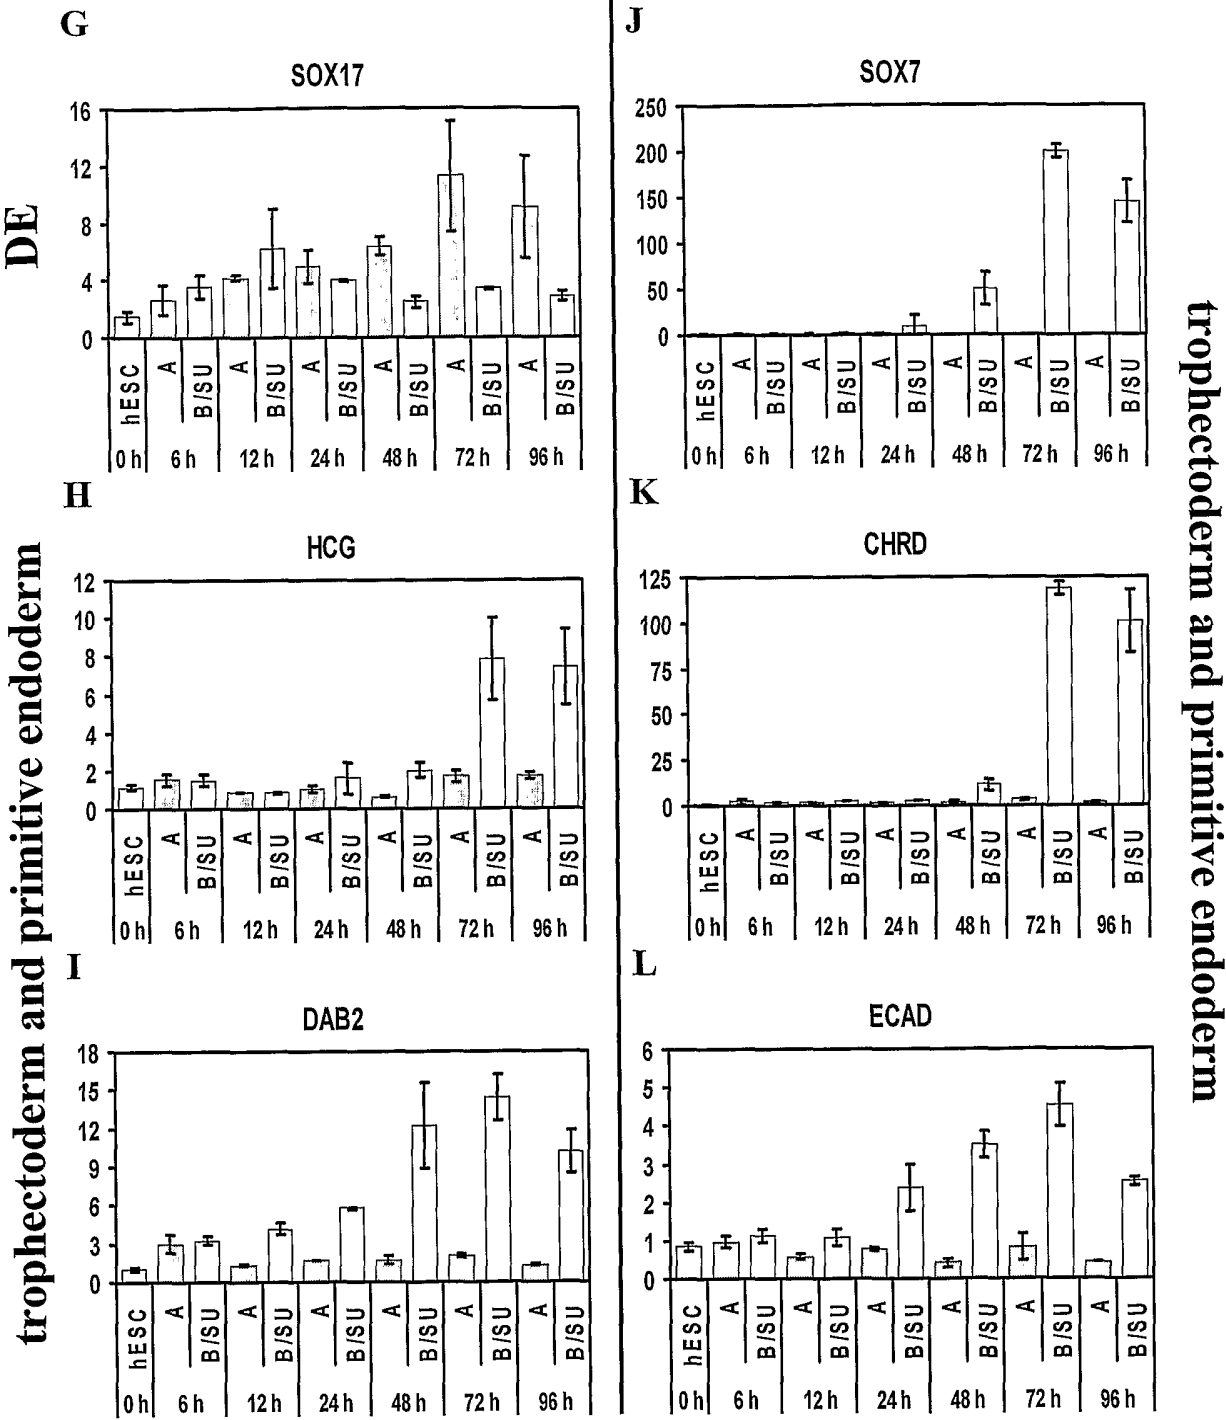 DE
G
SOX17
16
12
8
4
0
hESC A B/SU A B/SU A B/SU A B/SU A B/SU A B/SU
0 h 6 h 12 h 24 h 48 h 72 h 96 h
trophectoderm and primitive endoderm
H
HCG
12
10
8
6
4
2
0
hESC A B/SU A B/SU A B/SU A B/SU A B/SU A B/SU
0 h 6 h 12 h 24 h 48 h 72 h 96 h
I
DAB2
18
15
12
9
6
3
0
hESC A B/SU A B/SU A B/SU A B/SU A B/SU A B/SU
0 h 6 h 12 h 24 h 48 h 72 h 96 h
J
SOX7
250
200
150
100
50
0
hESC A B/SU A B/SU A B/SU A B/SU A B/SU A B/SU
0 h 6 h 12 h 24 h 48 h 72 h 96 h
K
CHRD
125
100
75
50
25
0
hESC A B/SU A B/SU A B/SU A B/SU A B/SU A B/SU
0 h 6 h 12 h 24 h 48 h 72 h 96 h
L
ECAD
6
5
4
3
2
1
0
hESC A B/SU A B/SU A B/SU A B/SU A B/SU A B/SU
0 h 6 h 12 h 24 h 48 h 72 h 96 h
trophectoderm and primitive endoderm